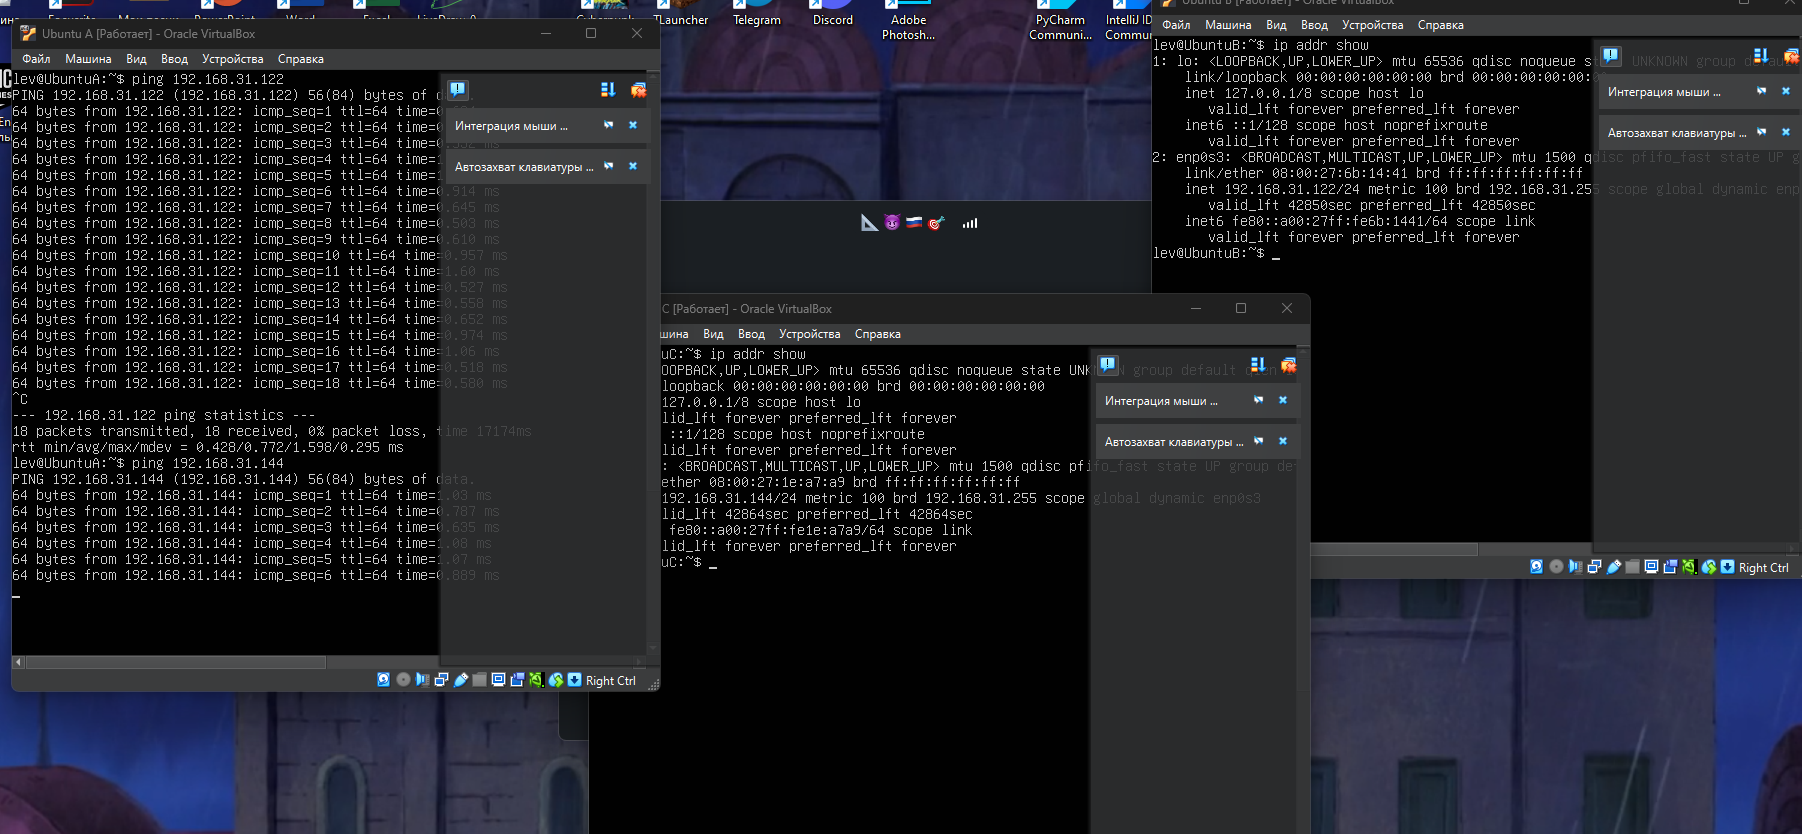 PowerPoint
Word
Excel
TLauncher
Telegram
Discord
Adobe
Photosh...
PyCharm
Communi...
IntelliJ ID
Commu
Ubuntu A [Работает] - Oracle VirtualBox
Файл Машина Вид Ввод Устройства Справка
lev@UbuntuA:~$ ping 192.168.31.122
PING 192.168.31.122 (192.168.31.122) 56(84) bytes of data.
64 bytes from 192.168.31.122: icmp_seq=1 ttl=64 time=
64 bytes from 192.168.31.122: icmp_seq=2 ttl=64 time=
64 bytes from 192.168.31.122: icmp_seq=3 ttl=64 time=
64 bytes from 192.168.31.122: icmp_seq=4 ttl=64 time=
64 bytes from 192.168.31.122: icmp_seq=5 ttl=64 time=
64 bytes from 192.168.31.122: icmp_seq=6 ttl=64 time=0.914 ms
64 bytes from 192.168.31.122: icmp_seq=7 ttl=64 time=0.645 ms
64 bytes from 192.168.31.122: icmp_seq=8 ttl=64 time=0.503 ms
64 bytes from 192.168.31.122: icmp_seq=9 ttl=64 time=0.610 ms
64 bytes from 192.168.31.122: icmp_seq=10 ttl=64 time=0.957 ms
64 bytes from 192.168.31.122: icmp_seq=11 ttl=64 time=1.60 ms
64 bytes from 192.168.31.122: icmp_seq=12 ttl=64 time=0.527 ms
64 bytes from 192.168.31.122: icmp_seq=13 ttl=64 time=0.558 ms
64 bytes from 192.168.31.122: icmp_seq=14 ttl=64 time=0.652 ms
64 bytes from 192.168.31.122: icmp_seq=15 ttl=64 time=0.974 ms
64 bytes from 192.168.31.122: icmp_seq=16 ttl=64 time=1.06 ms
64 bytes from 192.168.31.122: icmp_seq=17 ttl=64 time=0.518 ms
64 bytes from 192.168.31.122: icmp_seq=18 ttl=64 time=0.580 ms
^C
--- 192.168.31.122 ping statistics ---
18 packets transmitted, 18 received, 0% packet loss, time 17174ms
rtt min/avg/max/mdev = 0.428/0.772/1.598/0.295 ms
lev@UbuntuA:~$ ping 192.168.31.144
PING 192.168.31.144 (192.168.31.144) 56(84) bytes of data.
64 bytes from 192.168.31.144: icmp_seq=1 ttl=64 time=1.03 ms
64 bytes from 192.168.31.144: icmp_seq=2 ttl=64 time=0.787 ms
64 bytes from 192.168.31.144: icmp_seq=3 ttl=64 time=0.635 ms
64 bytes from 192.168.31.144: icmp_seq=4 ttl=64 time=1.08 ms
64 bytes from 192.168.31.144: icmp_seq=5 ttl=64 time=1.07 ms
64 bytes from 192.168.31.144: icmp_seq=6 ttl=64 time=0.889 ms
Интеграция мыши ...
Автозахват клавиатуры ...
Right Ctrl
Ubuntu B [Работает] - Oracle VirtualBox
Файл Машина Вид Ввод Устройства Справка
lev@UbuntuB:~$ ip addr show
1: lo: <LOOPBACK,UP,LOWER_UP> mtu 65536 qdisc noqueue st UNKNOWN group defau
link/loopback 00:00:00:00:00:00 brd 00:00:00:00:00:0
inet 127.0.0.1/8 scope host lo
valid_lft forever preferred_lft forever
inet6 ::1/128 scope host noprefixroute
valid_lft forever preferred_lft forever
2: enp0s3: <BROADCAST,MULTICAST,UP,LOWER_UP> mtu 1500 qdisc pfifo_fast state UP g
link/ether 08:00:27:6b:14:41 brd ff:ff:ff:ff:ff:ff
inet 192.168.31.122/24 metric 100 brd 192.168.31.255 scope global dynamic enp
valid_lft 42850sec preferred_lft 42850sec
inet6 fe80::a00:27ff:fe6b:1441/64 scope link
valid_lft forever preferred_lft forever
lev@UbuntuB:~$
Интеграция мыши ...
Автозахват клавиатуры ...
Right Ctrl
C [Работает] - Oracle VirtualBox
шина Вид Ввод Устройства Справка
uC:~$ ip addr show
OOPBACK,UP,LOWER_UP> mtu 65536 qdisc noqueue state UNKNOWN group default
loopback 00:00:00:00:00:00 brd 00:00:00:00:00:00
127.0.0.1/8 scope host lo
lid_lft forever preferred_lft forever
::1/128 scope host noprefixroute
lid_lft forever preferred_lft forever
: <BROADCAST,MULTICAST,UP,LOWER_UP> mtu 1500 qdisc pfifo_fast state UP group de
ether 08:00:27:1e:a7:a9 brd ff:ff:ff:ff:ff:ff
192.168.31.144/24 metric 100 brd 192.168.31.255 scope global dynamic enp0s3
lid_lft 42864sec preferred_lft 42864sec
fe80::a00:27ff:fe1e:a7a9/64 scope link
lid_lft forever preferred_lft forever
uC:~$
Интеграция мыши ...
Автозахват клавиатуры ...